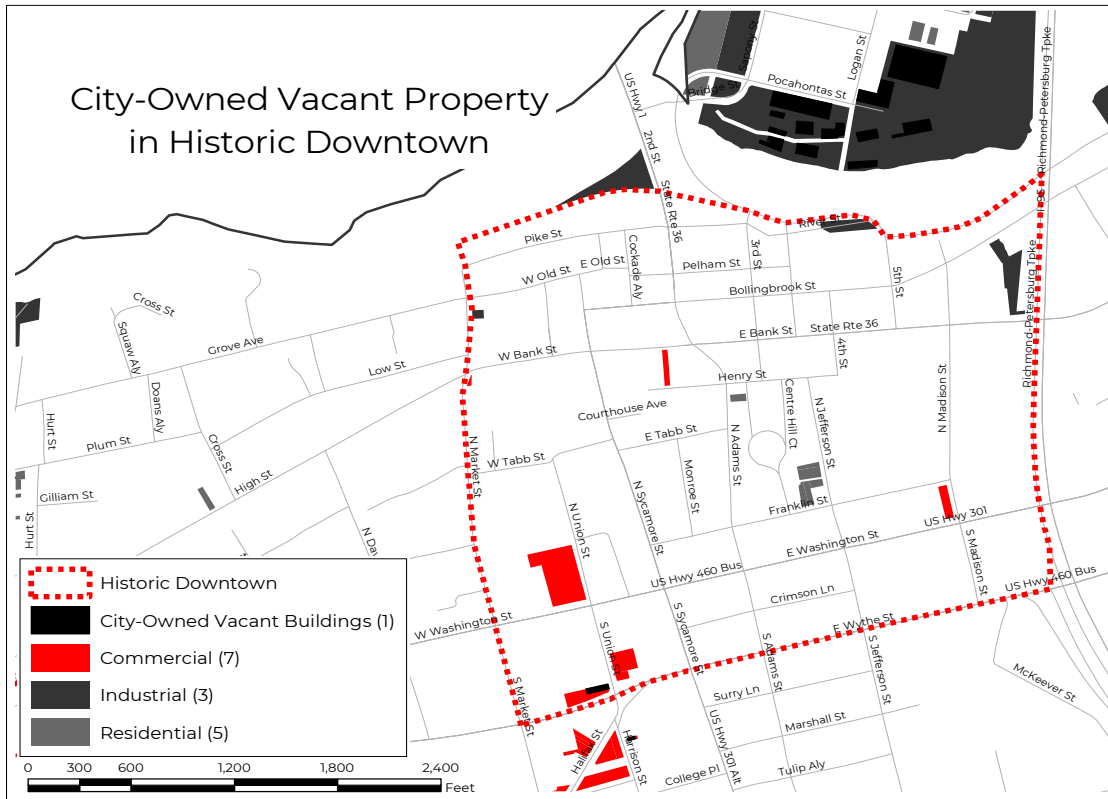 City-Owned Vacant Property
in Historic Downtown
US Hwy 1
2nd St
State Rte 36
Bridge St
Sapony St
Pocahontas St
Logan St
Richmond-Petersburg Tpke
I-95
River St
Pike St
Cockade Aly
E Old St
W Old St
Pelham St
3rd St
Bollingbrook St
5th St
Cross St
Squaw Aly
Grove Ave
Low St
W Bank St
E Bank St
State Rte 36
4th St
Richmond-Petersburg Tpke
Henry St
Doans Aly
Hurt St
Plum St
Cross St
High St
Courthouse Ave
E Tabb St
W Tabb St
N Market St
N Adams St
Centre Hill Ct
N Jefferson St
N Madison St
Monroe St
Gilliam St
Hurt St
N Union St
N Sycamore St
Franklin St
US Hwy 301
E Washington St
N Dav
US Hwy 460 Bus
US Hwy 460 Bus
Crimson Ln
S Madison St
W Washington St
S Union St
S Sycamore St
S Adams St
E Wythe St
S Jefferson St
S Market St
Surry Ln
McKeever St
Marshall St
Halifax St
Harrison St
US Hwy 301 Alt
College Pl
Tulip Aly
Historic Downtown
City-Owned Vacant Buildings (1)
Commercial (7)
Industrial (3)
Residential (5)
0 300 600 1,200 1,800 2,400
Feet